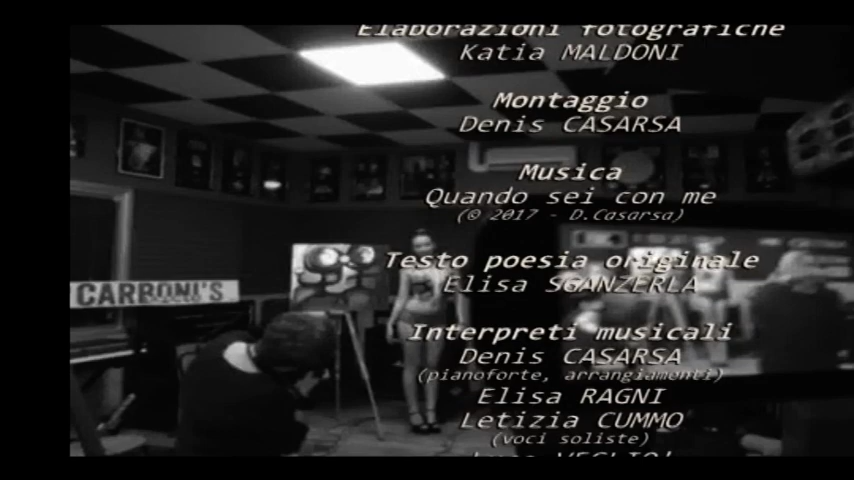 Elaborazioni fotografiche
Katia MALDONI
Montaggio
Denis CASARSA
Musica
Quando sei con me
(© 2017 - D.Casarsa)
Testo poesia originale
Elisa SGANZERLA
Interpreti musicali
Denis CASARSA
(pianoforte, arrangiamenti)
Elisa RAGNI
Letizia CUMMO
(voci soliste)
CARBONI'S